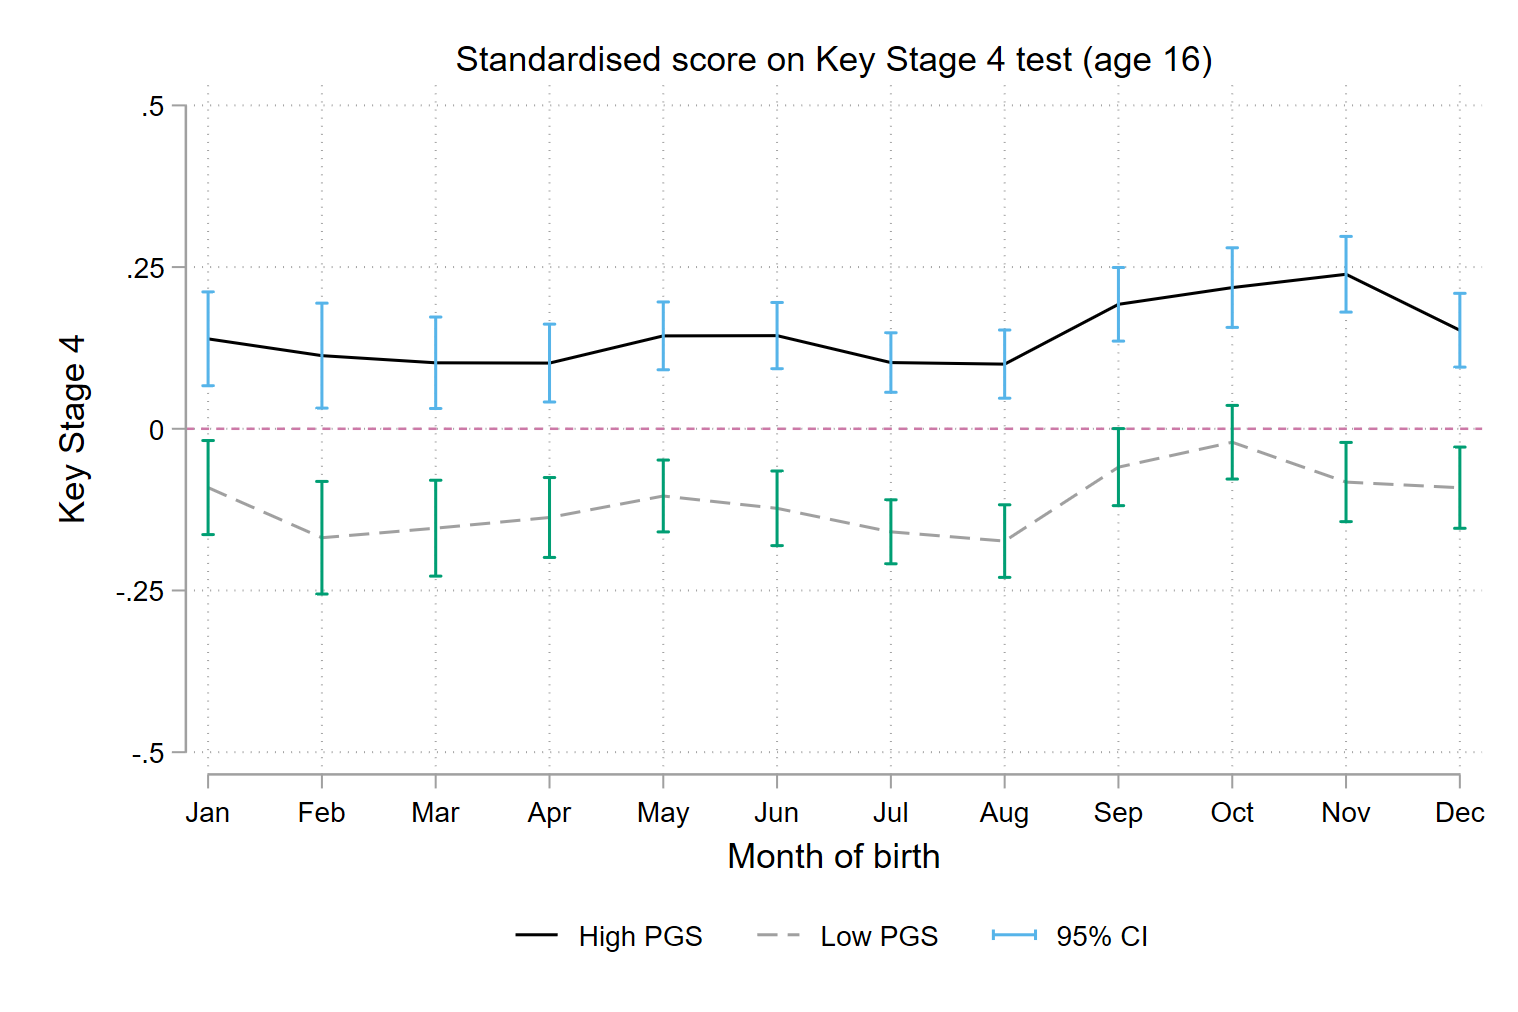 Standardised score on Key Stage 4 test (age 16)
.5
.25
0
-.25
-.5
Key Stage 4
Jan Feb Mar Apr May Jun Jul Aug Sep Oct Nov Dec
Month of birth
High PGS Low PGS 95% CI